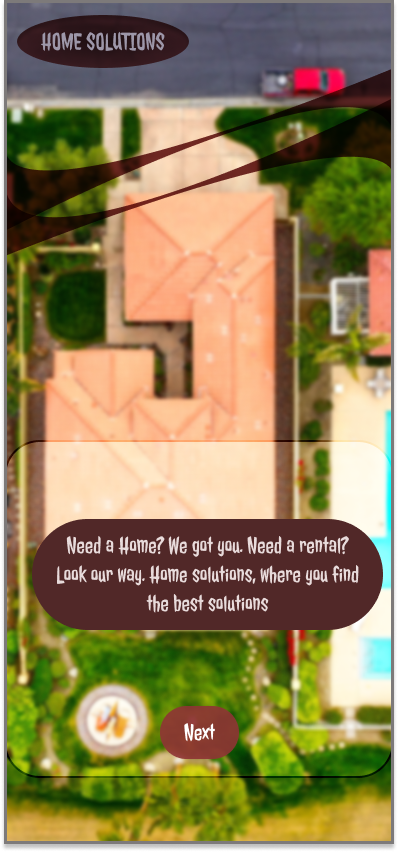 HOME SOLUTIONS
Need a Home? We got you. Need a rental?
Look our way. Home solutions, where you find
the best solutions
Next